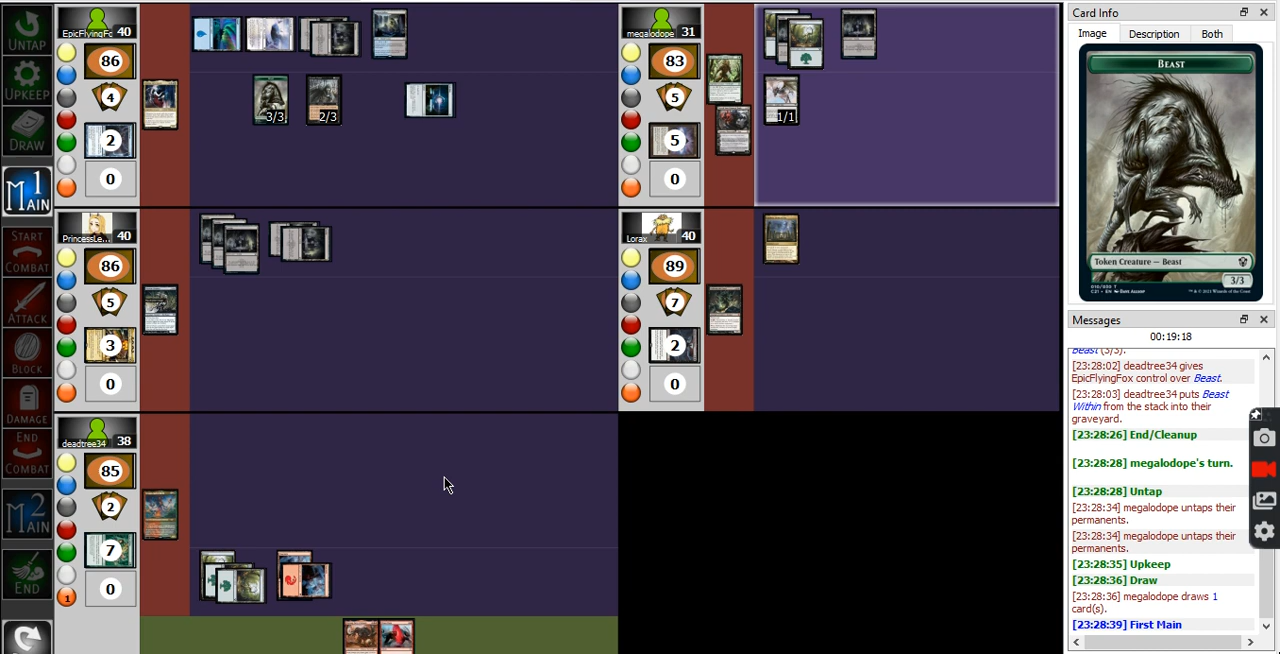 UNTAP
UPKEEP
DRAW
1
MAIN
START
COMBAT
ATTACK
BLOCK
DAMAGE
END
COMBAT
2
MAIN
END
EpicFlyingFo
40
86
4
2
0
3/3
2/3
megalodope
31
83
5
5
0
1/1
PrincessLe...
40
86
5
3
0
Lorax
40
89
7
2
0
deadtree34
38
85
2
7
0
1
Card Info
Image
Description
Both
BEAST
Token Creature — Beast
3/3
Messages
00:19:18
Beast (3/3).
[23:28:02] deadtree34 gives
EpicFlyingFox control over Beast.
[23:28:03] deadtree34 puts Beast
Within from the stack into their
graveyard.
[23:28:26] End/Cleanup
[23:28:28] megalodope's turn.
[23:28:28] Untap
[23:28:34] megalodope untaps their
permanents.
[23:28:34] megalodope untaps their
permanents.
[23:28:35] Upkeep
[23:28:36] Draw
[23:28:36] megalodope draws 1
card(s).
[23:28:39] First Main